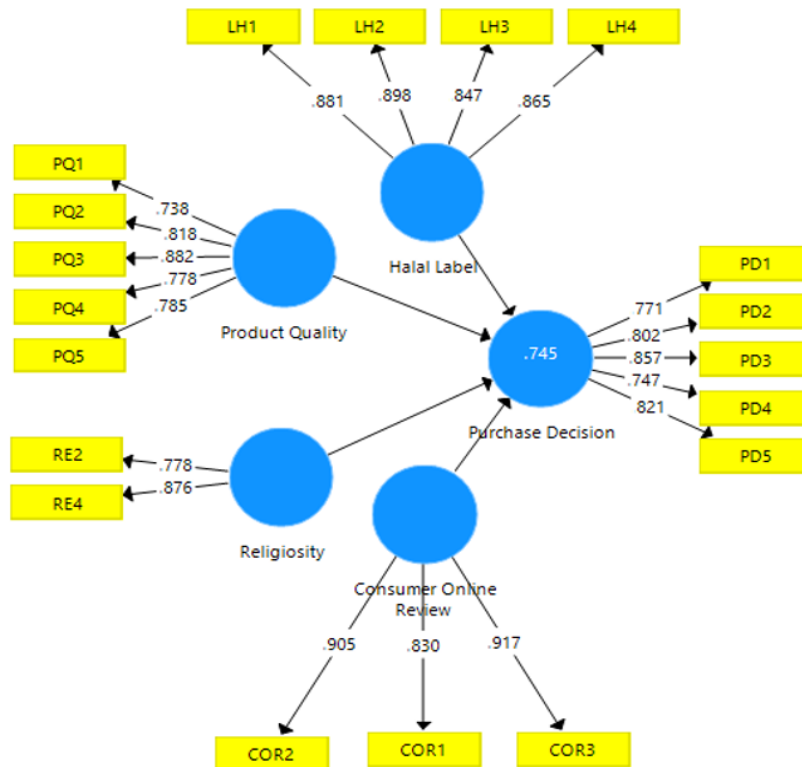 LH1
LH2
LH3
LH4
.881
.898
847
.865
PQ1
PQ2
PQ3
PQ4
PQ5
.738
.818
.882
.778
.785
Product Quality
Halal Label
.745
Purchase Decision
.771
.802
.857
.747
821
PD1
PD2
PD3
PD4
PD5
RE2
RE4
.778
.876
Religiosity
Consumer Online
Review
.905
.830
.917
COR2
COR1
COR3